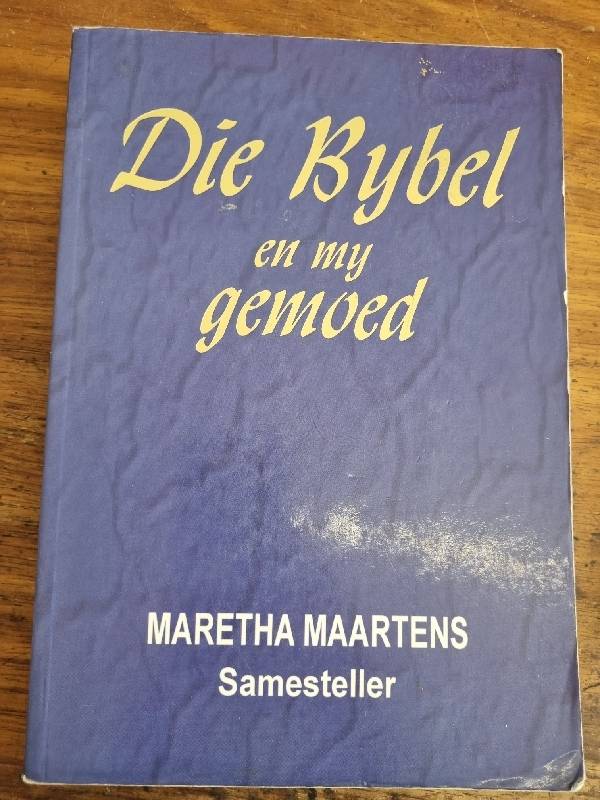 Die Bybel
en my
gemoed
MARETHA MAARTENS
Samesteller